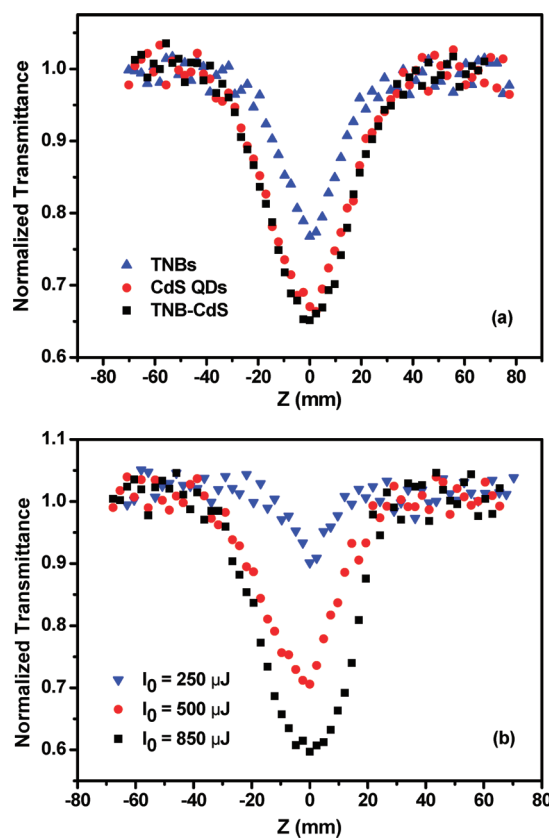 1.0
0.9
0.8
0.7
0.6
Normalized Transmittance
TNBs
CdS QDs
TNB-CdS
(a)
-80 -60 -40 -20 0 20 40 60 80
Z (mm)
1.1
1.0
0.9
0.8
0.7
0.6
Normalized Transmittance
I₀ = 250 μJ
I₀ = 500 μJ
I₀ = 850 μJ
(b)
-80 -60 -40 -20 0 20 40 60 80
Z (mm)